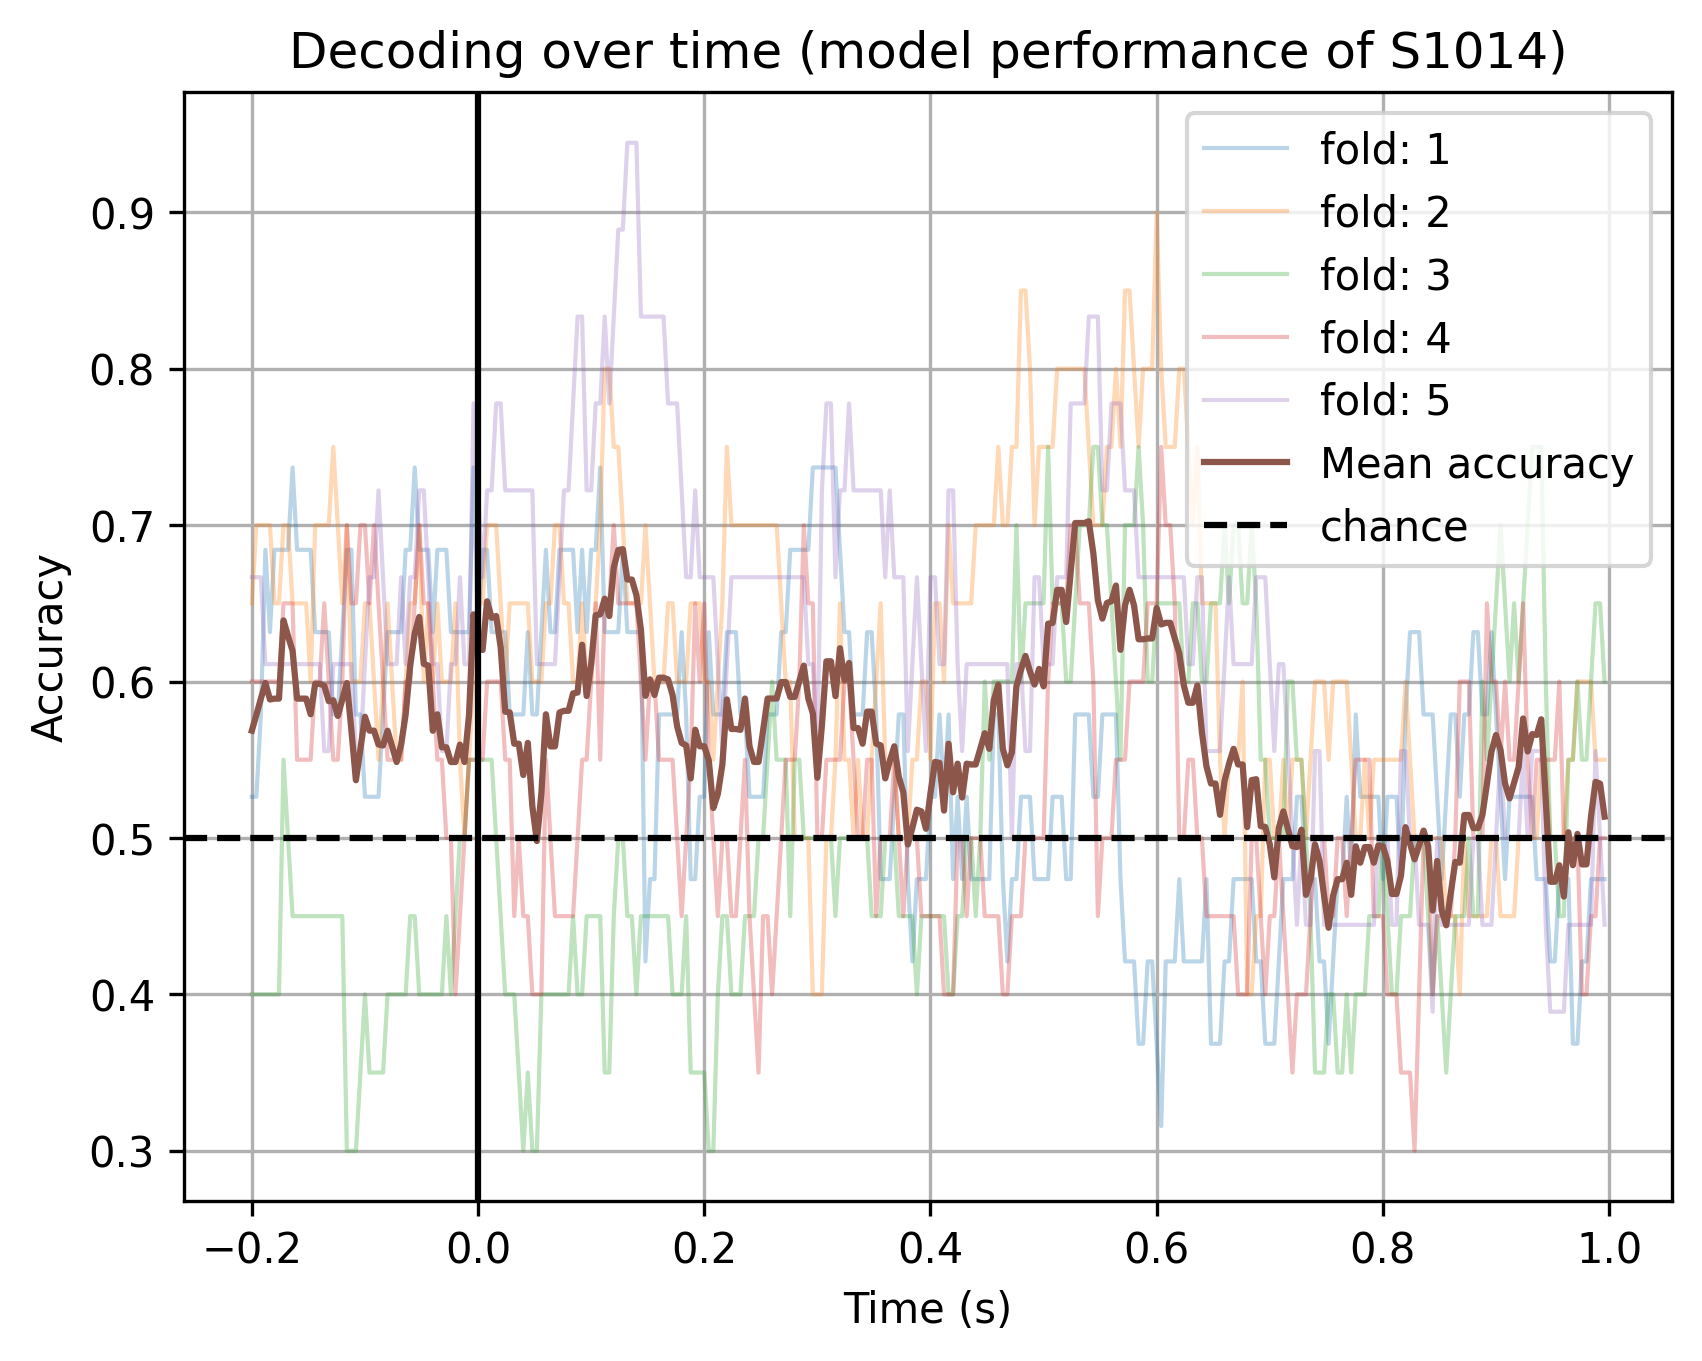 Decoding over time (model performance of S1014)
fold: 1
fold: 2
fold: 3
fold: 4
fold: 5
Mean accuracy
chance
Accuracy
0.9
0.8
0.7
0.6
0.5
0.4
0.3
−0.2 0.0 0.2 0.4 0.6 0.8 1.0
Time (s)